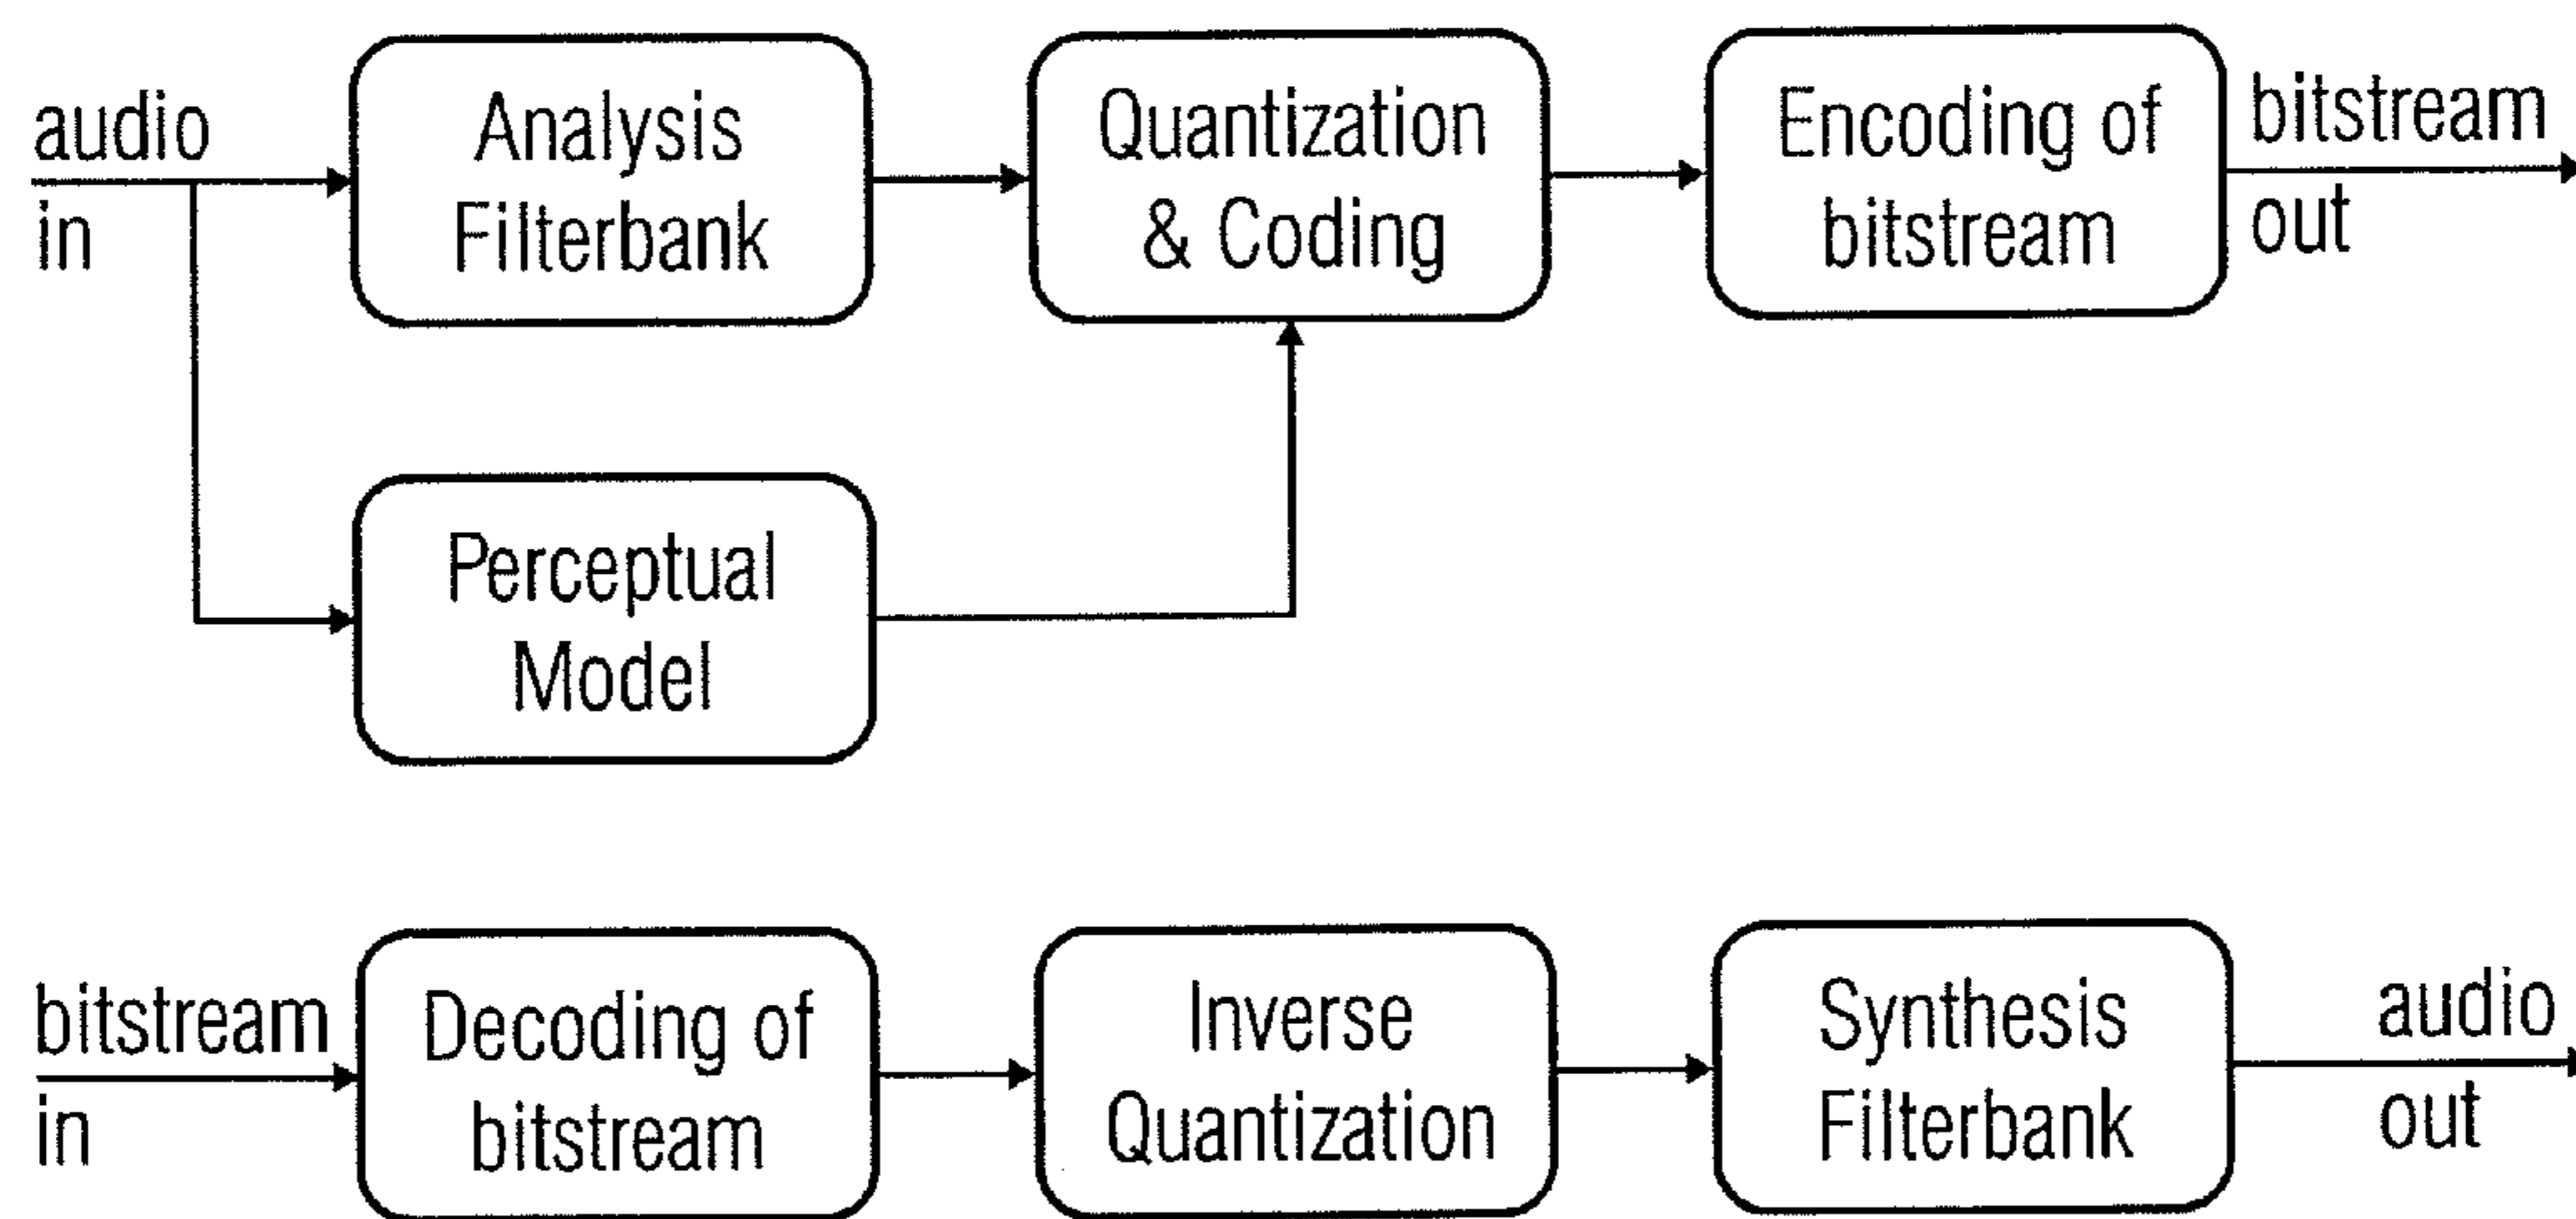 audio
in
Analysis
Filterbank
Quantization
& Coding
Encoding of
bitstream
bitstream
out
Perceptual
Model
bitstream
in
Decoding of
bitstream
Inverse
Quantization
Synthesis
Filterbank
audio
out